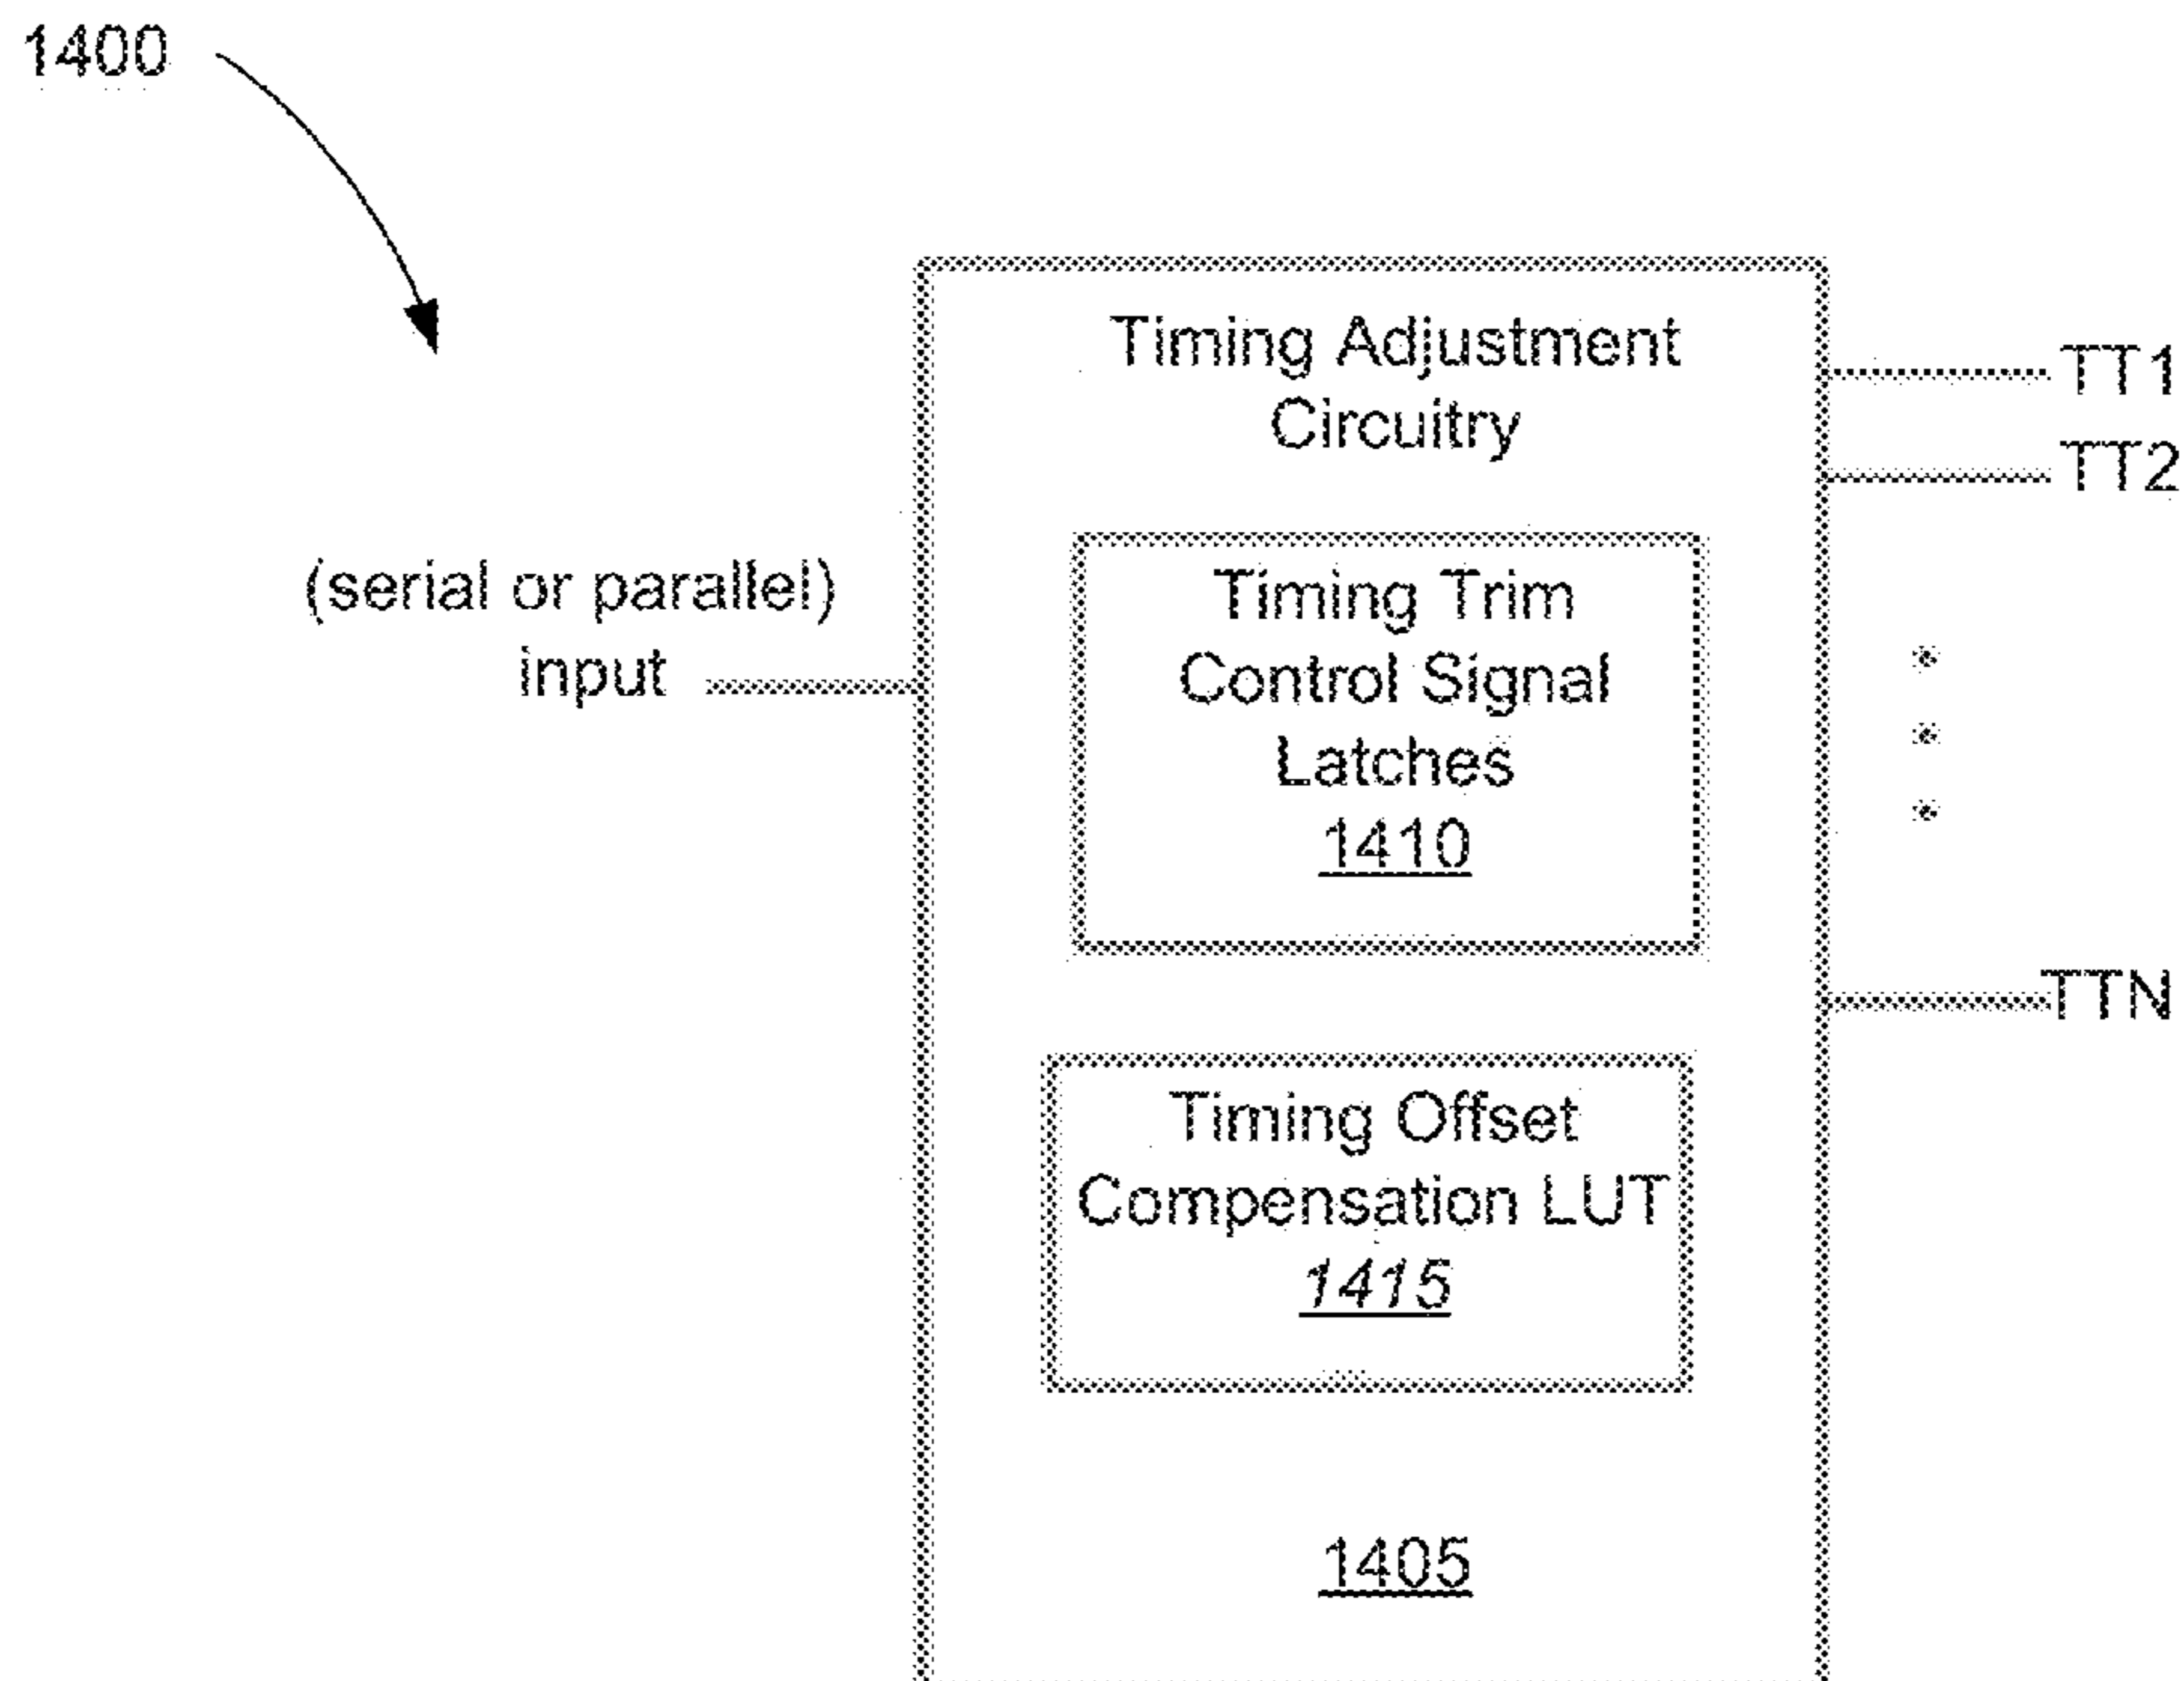 1400
Timing Adjustment
Circuitry
TT1
TT2
(serial or parallel)
input
Timing Trim
Control Signal
Latches
1410
TTN
Timing Offset
Compensation LUT
1415
1405